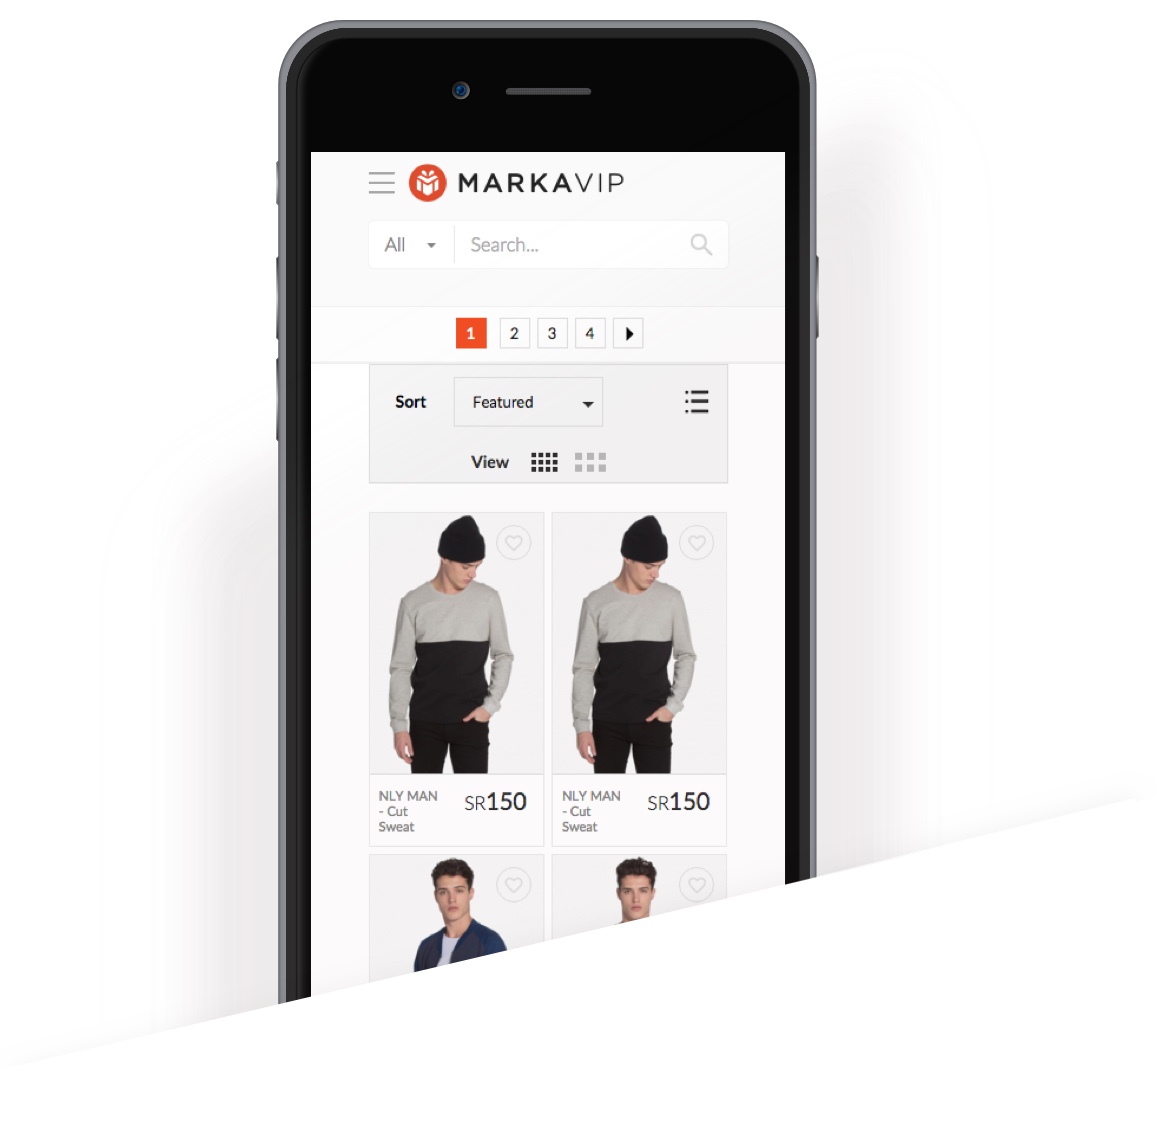 MARKAVIP
All Search...
1 2 3 4
Sort Featured
View
NLY MAN
- Cut
Sweat
SR150
NLY MAN
- Cut
Sweat
SR150